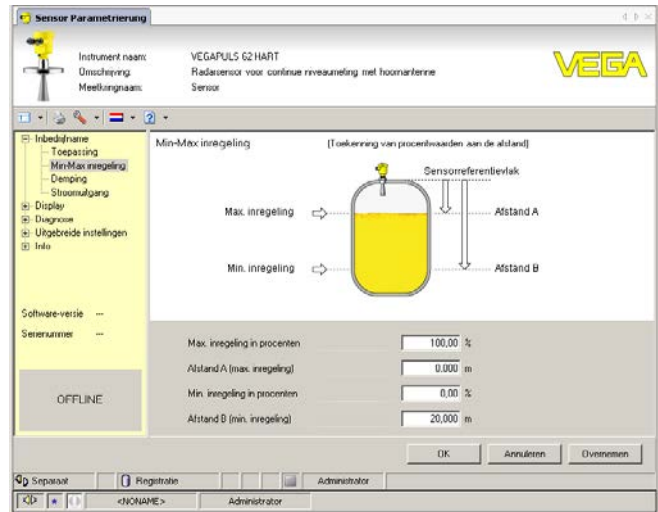 Sensor Parametrierung
Instrument naam: VEGAPULS 62 HART
Omschrijving: Radarsensor voor continue niveaumeting met hoornantenne
Meetkringnaam: Sensor
VEGA
Inbedrijfname
Toepassing
Min-Max inregeling
Demping
Stroomuitgang
Display
Diagnose
Uitgebreide instellingen
Info
Software-versie ---
Serienummer ---
OFFLINE
Min-Max inregeling (Toekenning van procentwaarden aan de afstand)
Sensorreferentievlak
Max. inregeling Afstand A
Min. inregeling Afstand B
Max. inregeling in procenten 100,00 %
Afstand A (max. inregeling) 0,000 m
Min. inregeling in procenten 0,00 %
Afstand B (min. inregeling) 20,000 m
OK Annuleren Overnemen
Separaat Registratie Administrator
<NONAME> Administrator